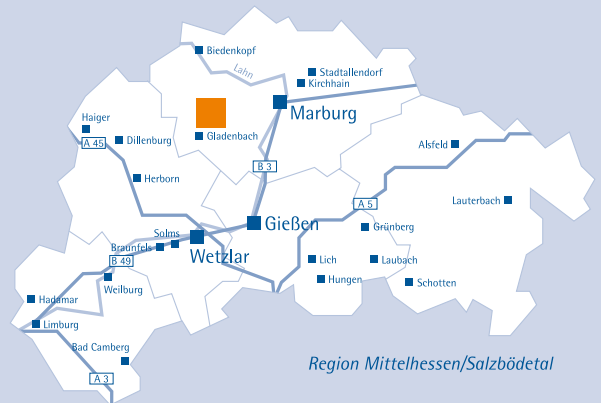 Biedenkopf
Lahn
Stadtallendorf
Kirchhain
Marburg
Haiger
A 45
Dillenburg
Gladenbach
Alsfeld
B 3
Herborn
A 5
Lauterbach
Gießen
Grünberg
Solms
Braunfels
Wetzlar
B 49
Lich
Laubach
Weilburg
Hungen
Schotten
Hadamar
Limburg
Bad Camberg
Region Mittelhessen/Salzbödetal
A 3